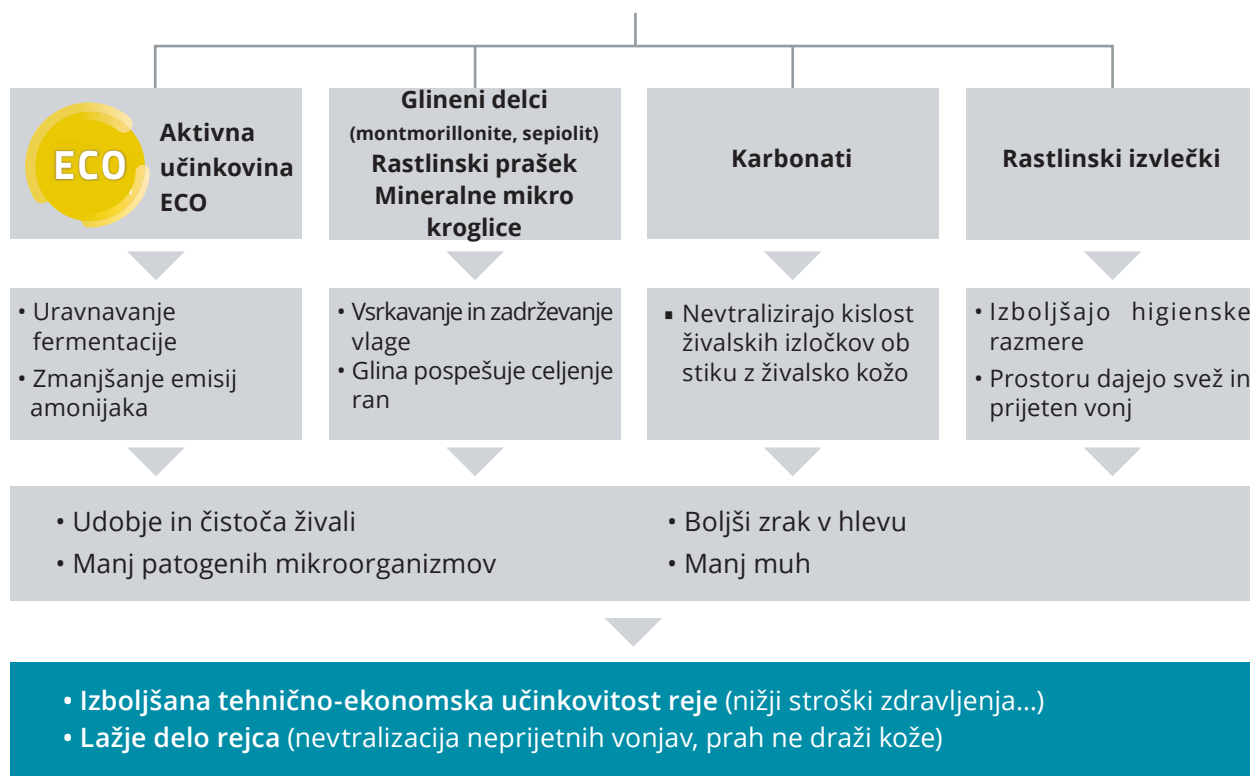 ECO
Aktivna
učinkovina
ECO
Glineni delci
(montmorillonite, sepiolit)
Rastlinski prašek
Mineralne mikro
kroglice
Karbonati
Rastlinski izvlečki
• Uravnavanje
fermentacije
• Zmanjšanje emisij
amonijaka
• Vsrkavanje in zadrževanje
vlage
• Glina pospešuje celjenje
ran
▪ Nevtralizirajo kislost
živalskih izločkov ob
stiku z živalsko kožo
• Izboljšajo higienske
razmere
• Prostoru dajejo svež in
prijeten vonj
• Udobje in čistoča živali
• Manj patogenih mikroorganizmov
• Boljši zrak v hlevu
• Manj muh
• Izboljšana tehnično-ekonomska učinkovitost reje (nižji stroški zdravljenja...)
• Lažje delo rejca (nevtralizacija neprijetnih vonjav, prah ne draži kože)